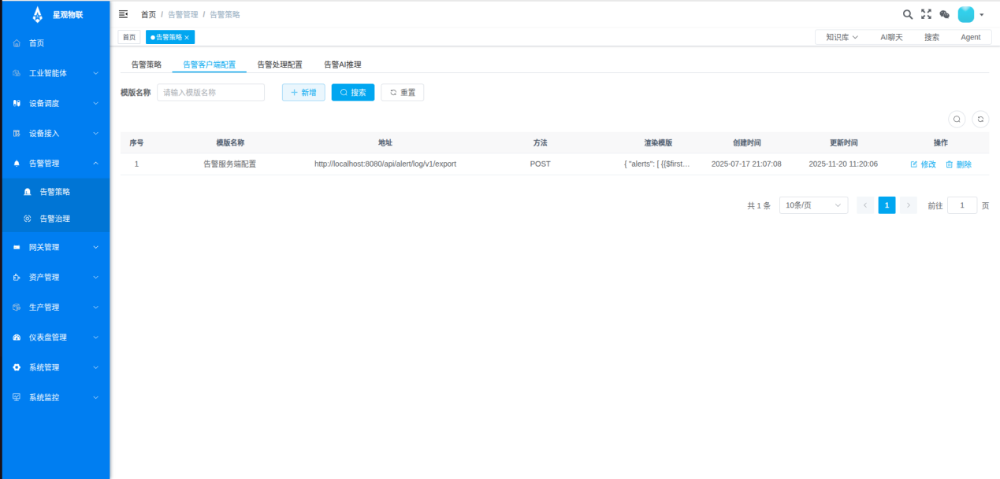 星观物联
首页 / 告警管理 / 告警策略
首页
告警策略 ×
知识库 AI聊天 搜索 Agent
首页
工业智能体
设备调度
设备接入
告警管理
告警策略
告警治理
网关管理
资产管理
生产管理
仪表盘管理
系统管理
系统监控
告警策略 告警客户端配置 告警处理配置 告警AI推理
模版名称 请输入模版名称 + 新增 搜索 重置
序号 模版名称 地址 方法 渲染模版 创建时间 更新时间 操作
1 告警服务端配置 http://localhost:8080/api/alert/log/v1/export POST { "alerts": [ {{$first… 2025-07-17 21:07:08 2025-11-20 11:20:06 修改 删除
共 1 条 10条/页 < 1 > 前往 1 页